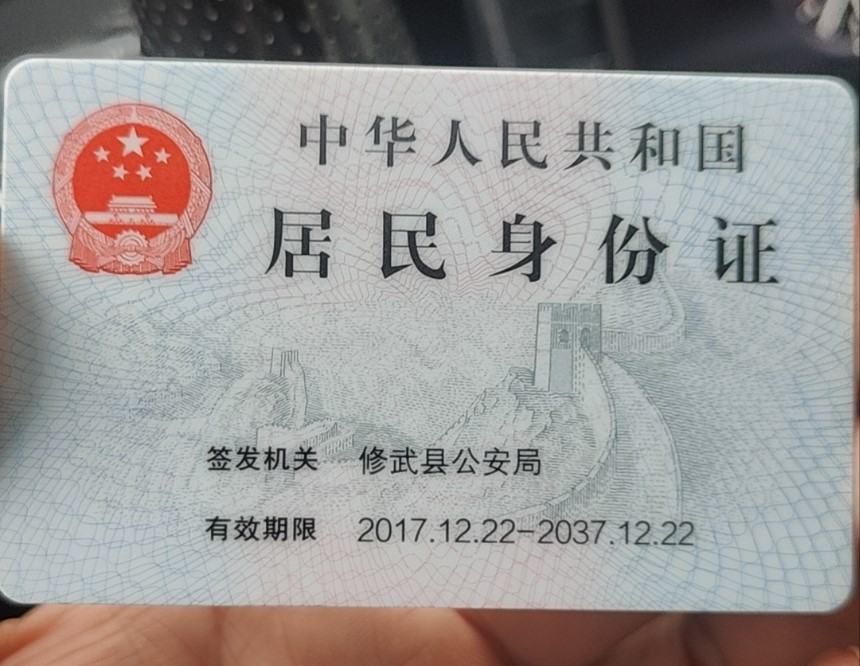 中华人民共和国
居民身份证
签发机关 修武县公安局
有效期限 2017.12.22-2037.12.22